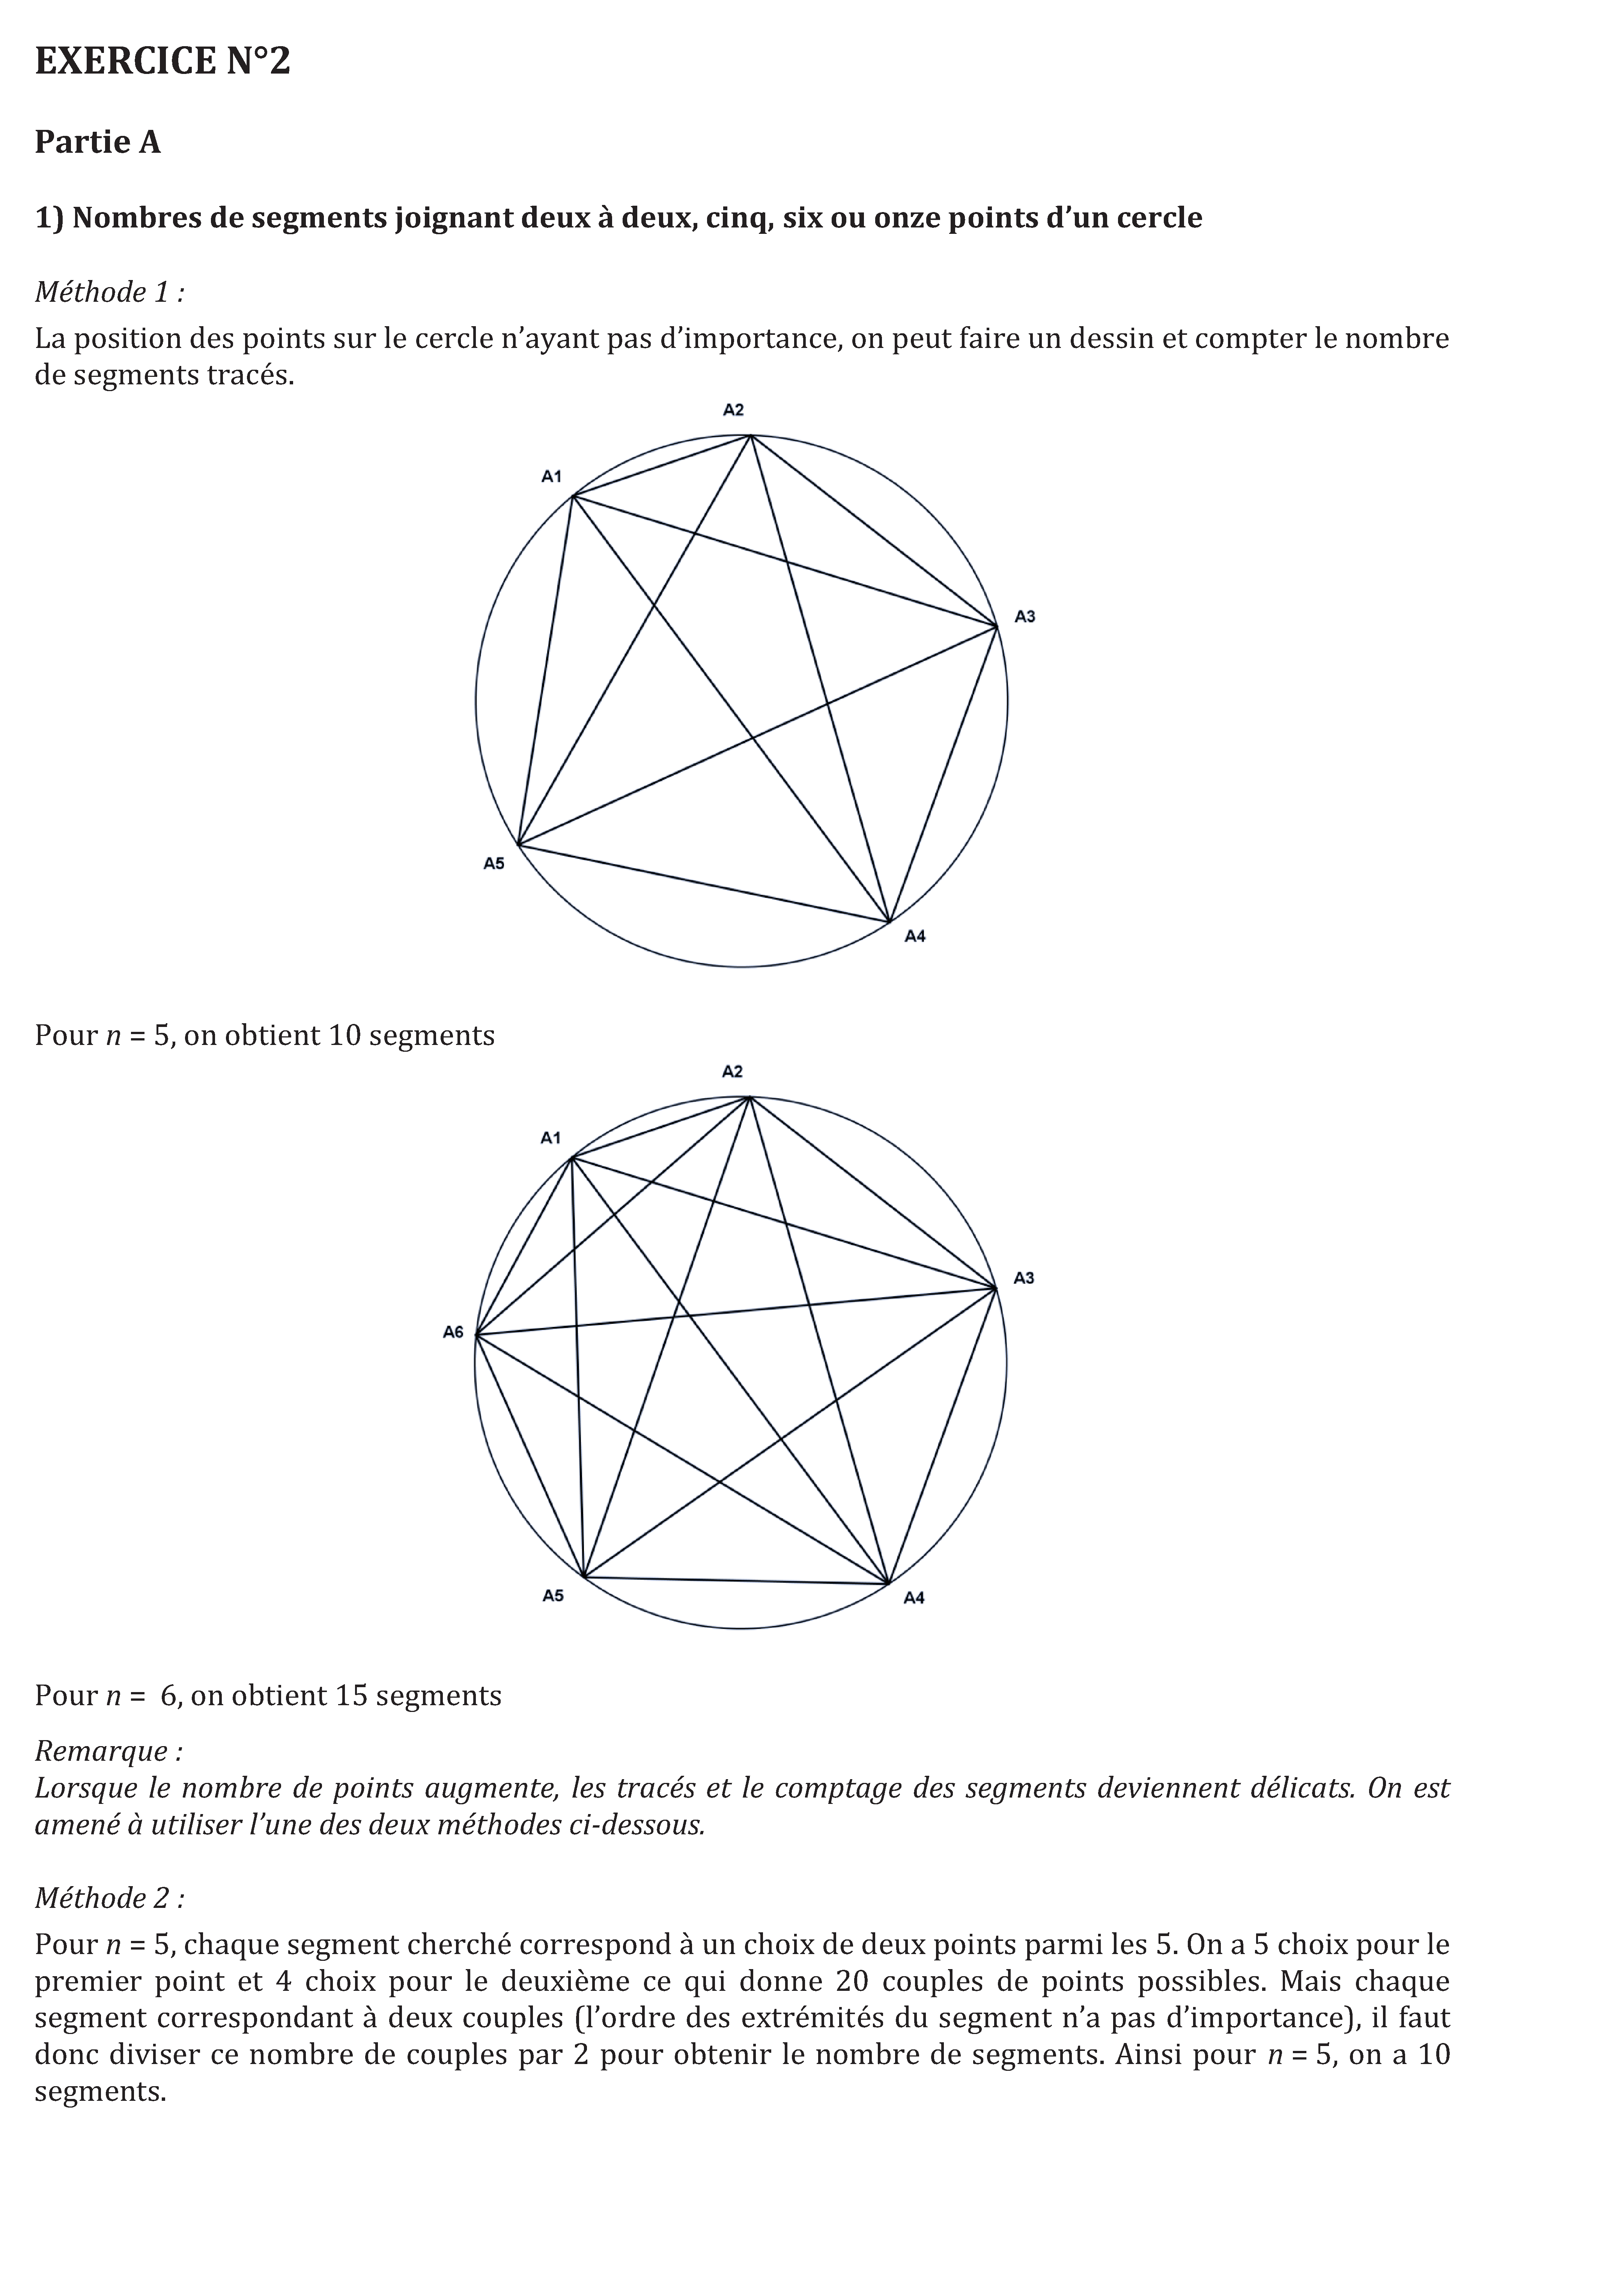 EXERCICE N°2
Partie A
1) Nombres de segments joignant deux à deux, cinq, six ou onze points d’un cercle
Méthode 1 :
La position des points sur le cercle n’ayant pas d’importance, on peut faire un dessin et compter le nombre
de segments tracés.
A2
A1
A3
A5
A4
Pour n = 5, on obtient 10 segments
A2
A1
A3
A6
A5
A4
Pour n = 6, on obtient 15 segments
Remarque :
Lorsque le nombre de points augmente, les tracés et le comptage des segments deviennent délicats. On est
amené à utiliser l’une des deux méthodes ci-dessous.
Méthode 2 :
Pour n = 5, chaque segment cherché correspond à un choix de deux points parmi les 5. On a 5 choix pour le
premier point et 4 choix pour le deuxième ce qui donne 20 couples de points possibles. Mais chaque
segment correspondant à deux couples (l’ordre des extrémités du segment n’a pas d’importance), il faut
donc diviser ce nombre de couples par 2 pour obtenir le nombre de segments. Ainsi pour n = 5, on a 10
segments.